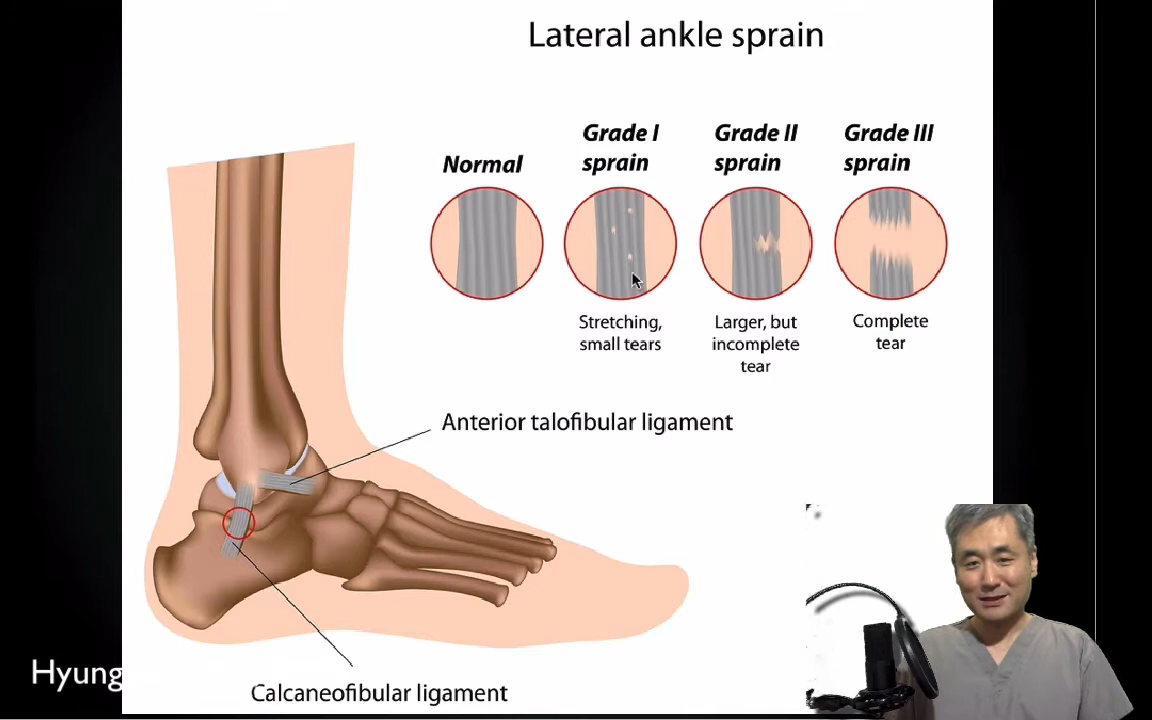 Lateral ankle sprain
Normal
Grade I
sprain
Grade II
sprain
Grade III
sprain
Stretching,
small tears
Larger, but
incomplete
tear
Complete
tear
Anterior talofibular ligament
Calcaneofibular ligament
Hyung